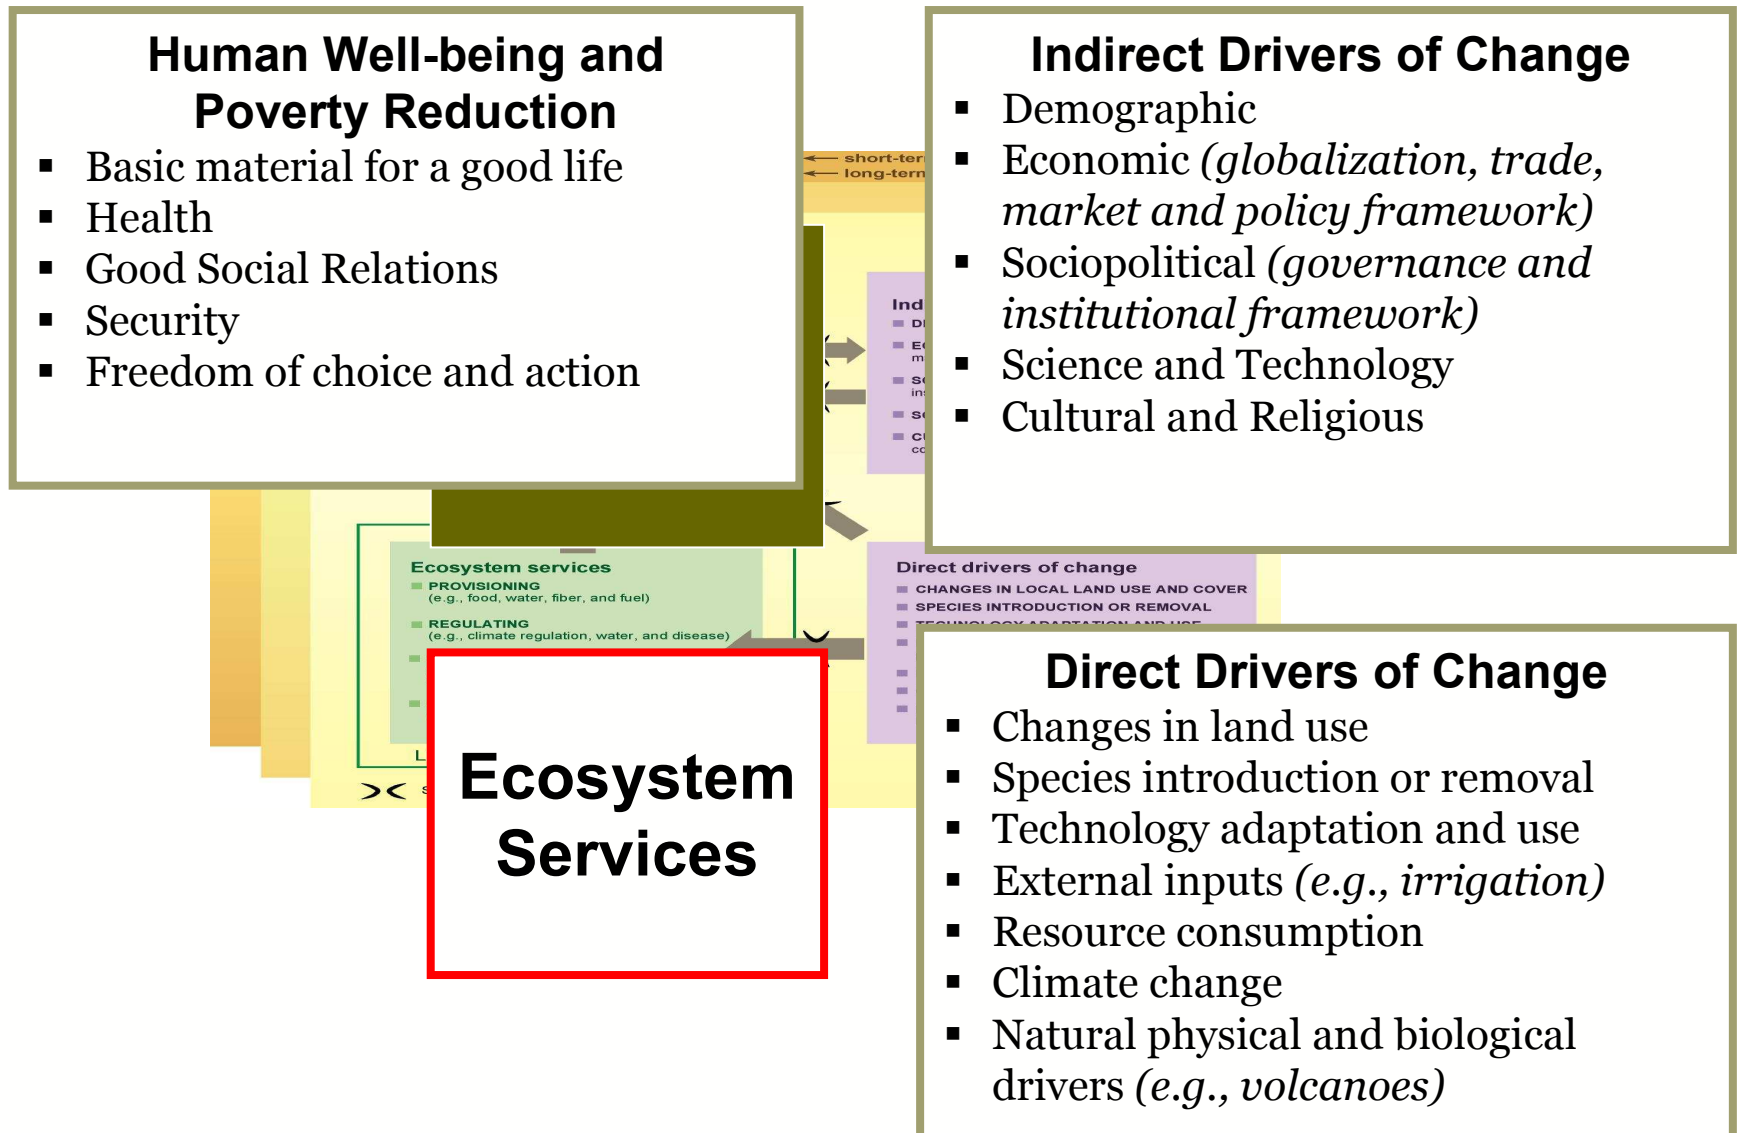 Human Well-being and
Poverty Reduction
▪ Basic material for a good life
▪ Health
▪ Good Social Relations
▪ Security
▪ Freedom of choice and action
Indirect Drivers of Change
▪ Demographic
▪ Economic (globalization, trade,
market and policy framework)
▪ Sociopolitical (governance and
institutional framework)
▪ Science and Technology
▪ Cultural and Religious
Ecosystem services
PROVISIONING
(e.g., food, water, fiber, and fuel)
REGULATING
(e.g., climate regulation, water, and disease)
Direct drivers of change
CHANGES IN LOCAL LAND USE AND COVER
SPECIES INTRODUCTION OR REMOVAL
TECHNOLOGY ADAPTATION AND USE
Ecosystem
Services
Direct Drivers of Change
▪ Changes in land use
▪ Species introduction or removal
▪ Technology adaptation and use
▪ External inputs (e.g., irrigation)
▪ Resource consumption
▪ Climate change
▪ Natural physical and biological
drivers (e.g., volcanoes)